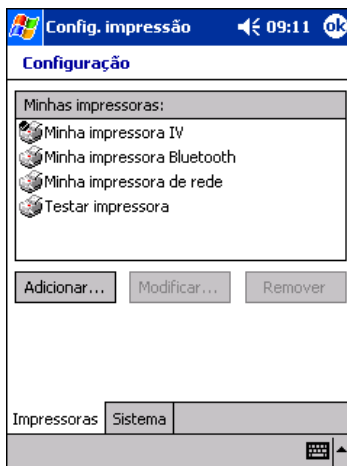 Config. impressão 09:11 ok
Configuração
Minhas impressoras:
Minha impressora IV
Minha impressora Bluetooth
Minha impressora de rede
Testar impressora
Adicionar... Modificar... Remover
Impressoras Sistema